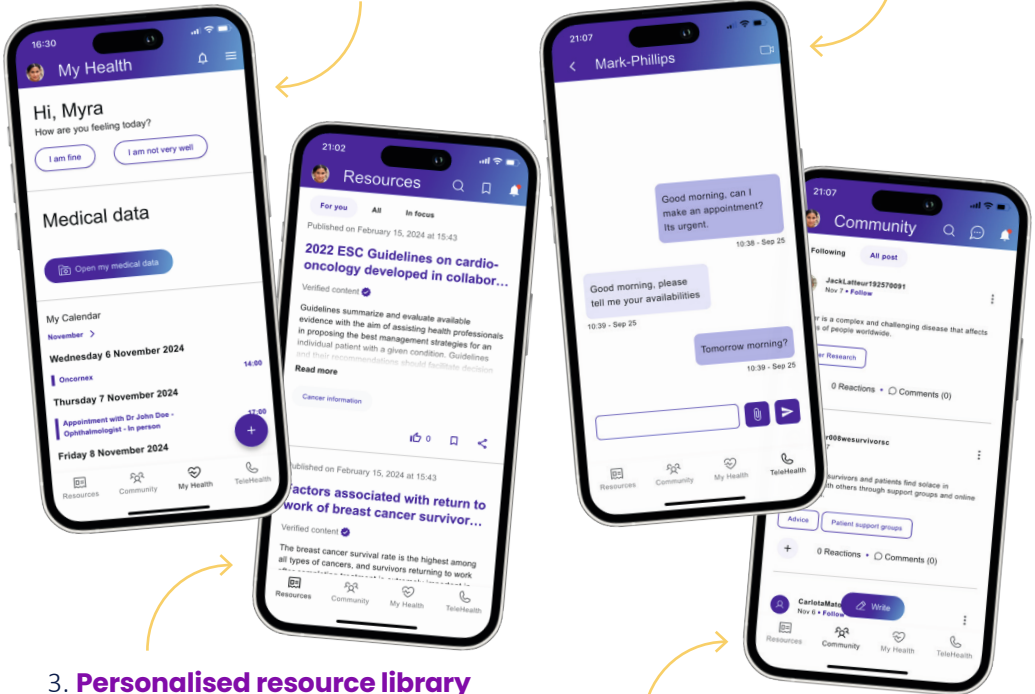 16:30
My Health
Hi, Myra
How are you feeling today?
I am fine
I am not very well
Medical data
Open my medical data
My Calendar
November >
Wednesday 6 November 2024
14:00
Oncornex
Thursday 7 November 2024
17:00
Appointment with Dr John Doe -
Ophthalmologist - In person
Friday 8 November 2024
+
Resources
Community
My Health
TeleHealth
21:02
Resources
For you
All
In focus
Published on February 15, 2024 at 15:43
2022 ESC Guidelines on cardio-
oncology developed in collabor...
Verified content
Guidelines summarize and evaluate available
evidence with the aim of assisting health professionals
in proposing the best management strategies for an
individual patient with a given condition. Guidelines
and their recommendations should facilitate decision
Read more
Cancer information
0
Published on February 15, 2024 at 15:43
Factors associated with return to
work of breast cancer survivor...
Verified content
The breast cancer survival rate is the highest among
all types of cancers, and survivors returning to work
Resources
Community
My Health
TeleHealth
21:07
Mark-Phillips
Good morning, can I
make an appointment?
Its urgent.
10:38 - Sep 25
Good morning, please
tell me your availabilities
10:39 - Sep 25
Tomorrow morning?
10:39 - Sep 25
Resources
Community
My Health
TeleHealth
21:07
Community
Following
All post
JackLatteur192570091
Nov 7 • Follow
is a complex and challenging disease that affects
of people worldwide.
Research
0 Reactions • Comments (0)
survivors and patients find solace in
others through support groups and online
Advice
Patient support groups
+
0 Reactions • Comments (0)
CarlotaMato
Nov 6 • Follow
Write
Resources
Community
My Health
TeleHealth
3. Personalised resource library